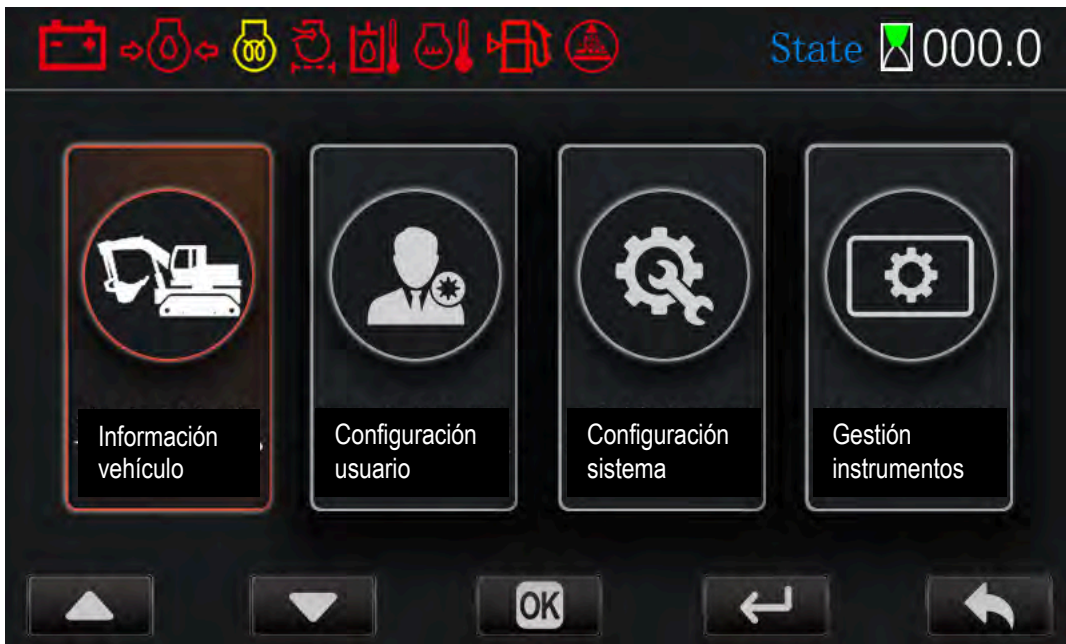 State 000.0
Información
vehículo
Configuración
usuario
Configuración
sistema
Gestión
instrumentos
OK